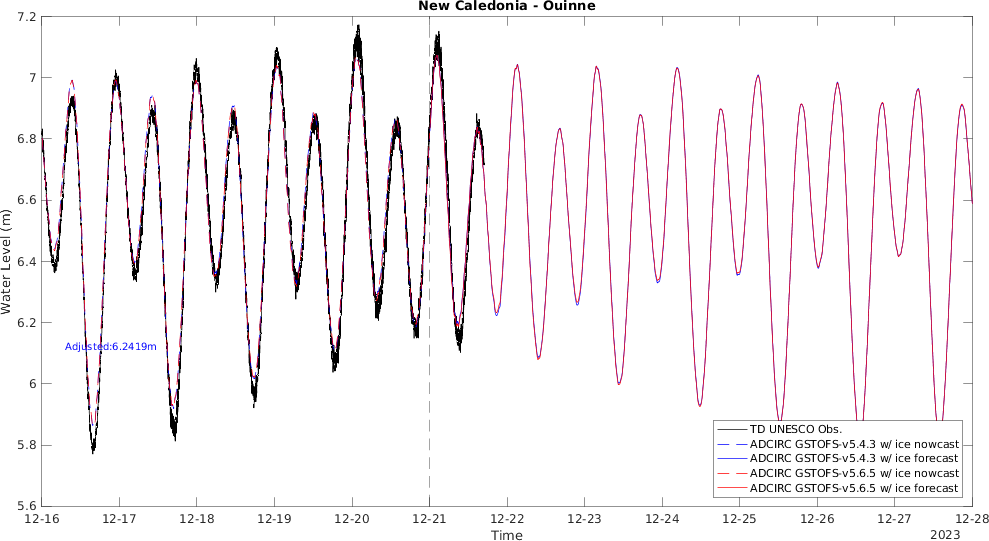 New Caledonia - Ouinne
7.2
7
6.8
6.6
6.4
6.2
6
5.8
5.6
Water Level (m)
Adjusted:6.2419m
TD UNESCO Obs.
ADCIRC GSTOFS-v5.4.3 w/ ice nowcast
ADCIRC GSTOFS-v5.4.3 w/ ice forecast
ADCIRC GSTOFS-v5.6.5 w/ ice nowcast
ADCIRC GSTOFS-v5.6.5 w/ ice forecast
12-16 12-17 12-18 12-19 12-20 12-21 12-22 12-23 12-24 12-25 12-26 12-27 12-28
Time
2023